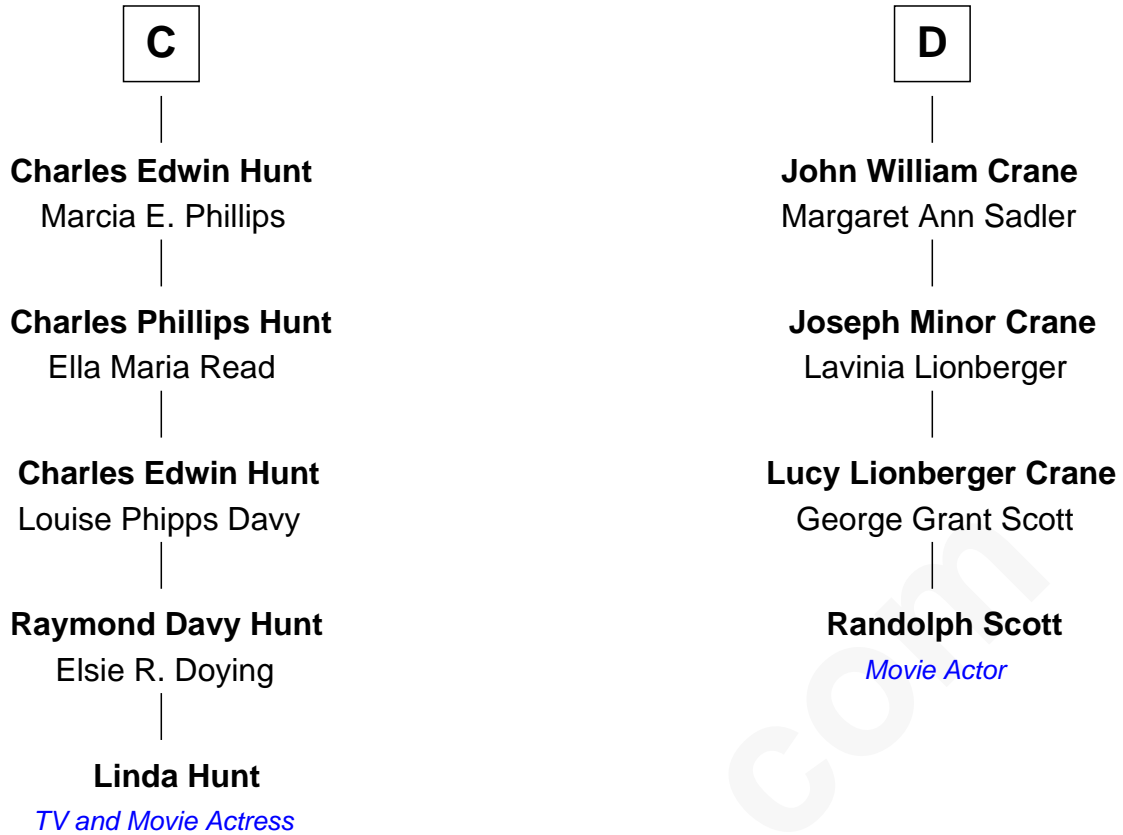 C
Charles Edwin Hunt
Marcia E. Phillips
Charles Phillips Hunt
Ella Maria Read
Charles Edwin Hunt
Louise Phipps Davy
Raymond Davy Hunt
Elsie R. Doying
Linda Hunt
TV and Movie Actress
D
John William Crane
Margaret Ann Sadler
Joseph Minor Crane
Lavinia Lionberger
Lucy Lionberger Crane
George Grant Scott
Randolph Scott
Movie Actor
com